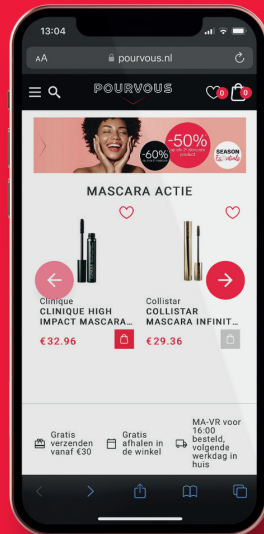 13:04
AA
pourvous.nl
POURVOUS
0
0
-60%
-50%
SEASON
Essentials
MASCARA ACTIE
Clinique
CLINIQUE HIGH
IMPACT MASCARA…
€32.96
Collistar
COLLISTAR
MASCARA INFINIT…
€29.36
Gratis
verzenden
vanaf €30
Gratis
afhalen in
de winkel
MA-VR voor
16:00
besteld,
volgende
werkdag in
huis